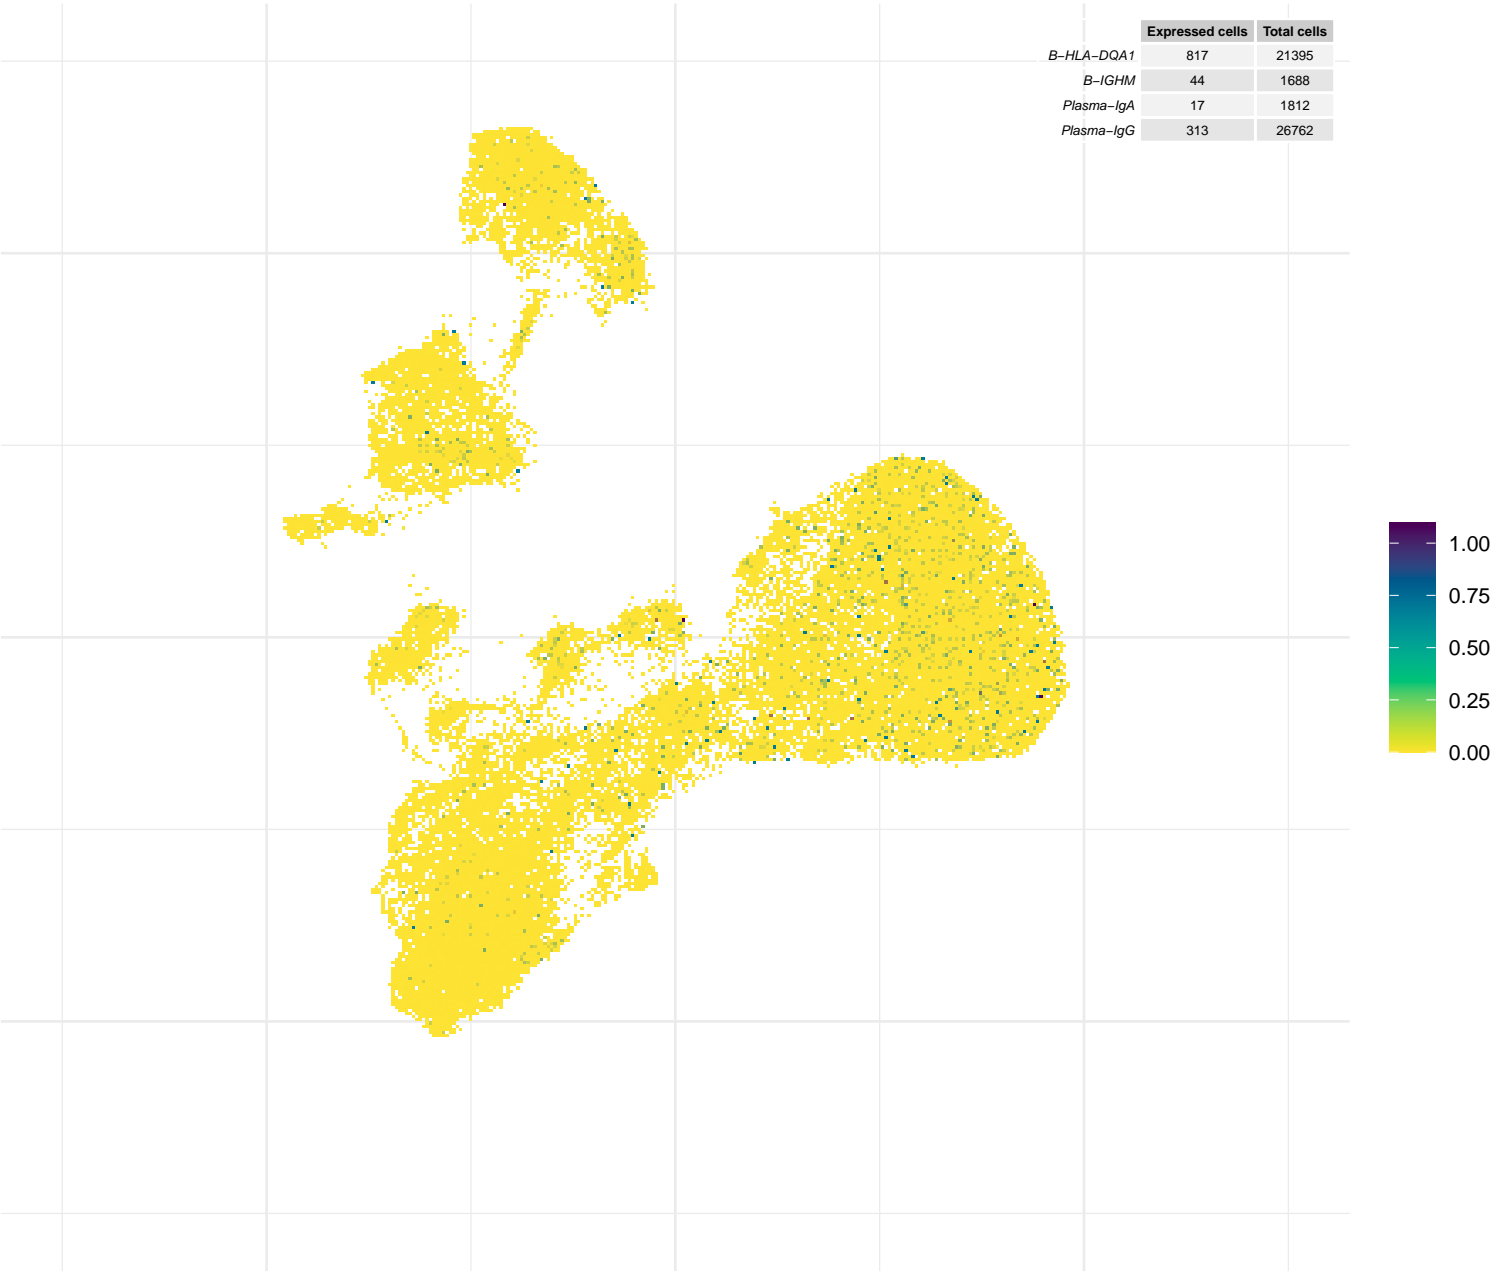 Expressed cells Total cells
B−HLA−DQA1 817 21395
B−IGHM 44 1688
Plasma−IgA 17 1812
Plasma−IgG 313 26762
1.00
0.75
0.50
0.25
0.00